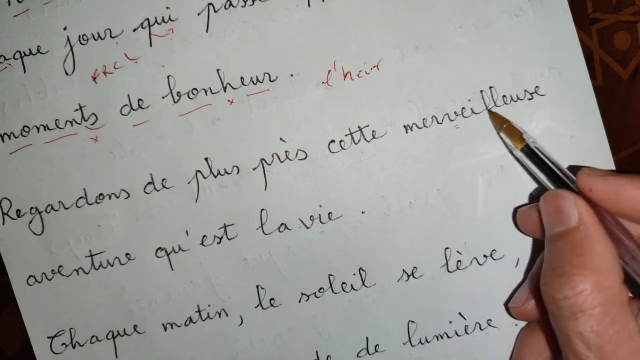 aque jour qui passe
moments de bonheur. l'heur
Regardons de plus près cette merveilleuse
aventure qu'est la vie.
Chaque matin, le soleil se lève,
de lumière.